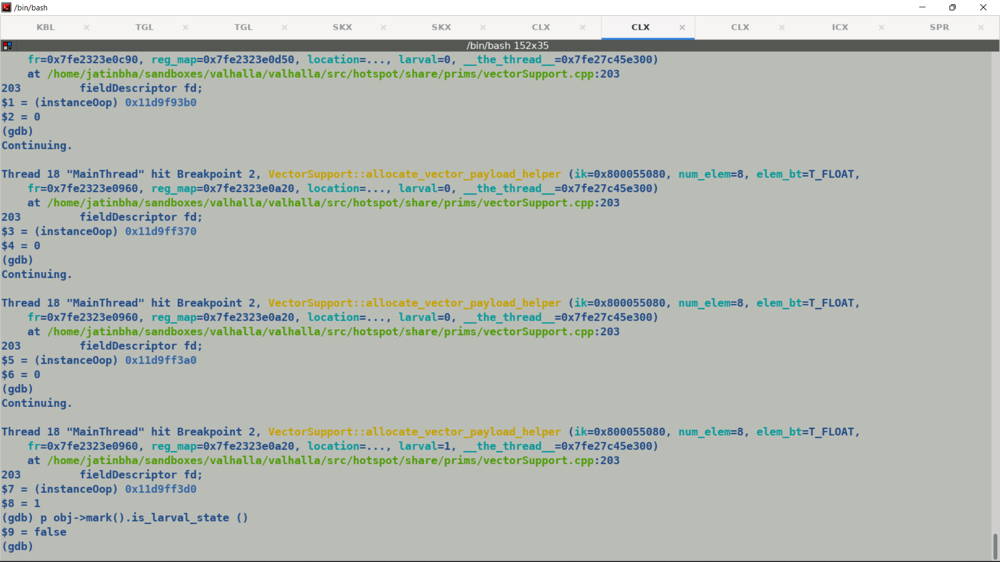 /bin/bash
KBL × TGL × TGL × SKX × SKX × CLX × CLX × CLX × ICX × SPR ×
/bin/bash 152x35
    fr=0x7fe2323e0c90, reg_map=0x7fe2323e0d50, location=..., larval=0, __the_thread__=0x7fe27c45e300)
    at /home/jatinbha/sandboxes/valhalla/valhalla/src/hotspot/share/prims/vectorSupport.cpp:203
203         fieldDescriptor fd;
$1 = (instanceOop) 0x11d9f93b0
$2 = 0
(gdb)
Continuing.
Thread 18 "MainThread" hit Breakpoint 2, VectorSupport::allocate_vector_payload_helper (ik=0x800055080, num_elem=8, elem_bt=T_FLOAT,
    fr=0x7fe2323e0960, reg_map=0x7fe2323e0a20, location=..., larval=0, __the_thread__=0x7fe27c45e300)
    at /home/jatinbha/sandboxes/valhalla/valhalla/src/hotspot/share/prims/vectorSupport.cpp:203
203         fieldDescriptor fd;
$3 = (instanceOop) 0x11d9ff370
$4 = 0
(gdb)
Continuing.
Thread 18 "MainThread" hit Breakpoint 2, VectorSupport::allocate_vector_payload_helper (ik=0x800055080, num_elem=8, elem_bt=T_FLOAT,
    fr=0x7fe2323e0960, reg_map=0x7fe2323e0a20, location=..., larval=0, __the_thread__=0x7fe27c45e300)
    at /home/jatinbha/sandboxes/valhalla/valhalla/src/hotspot/share/prims/vectorSupport.cpp:203
203         fieldDescriptor fd;
$5 = (instanceOop) 0x11d9ff3a0
$6 = 0
(gdb)
Continuing.
Thread 18 "MainThread" hit Breakpoint 2, VectorSupport::allocate_vector_payload_helper (ik=0x800055080, num_elem=8, elem_bt=T_FLOAT,
    fr=0x7fe2323e0960, reg_map=0x7fe2323e0a20, location=..., larval=1, __the_thread__=0x7fe27c45e300)
    at /home/jatinbha/sandboxes/valhalla/valhalla/src/hotspot/share/prims/vectorSupport.cpp:203
203         fieldDescriptor fd;
$7 = (instanceOop) 0x11d9ff3d0
$8 = 1
(gdb) p obj->mark().is_larval_state ()
$9 = false
(gdb)